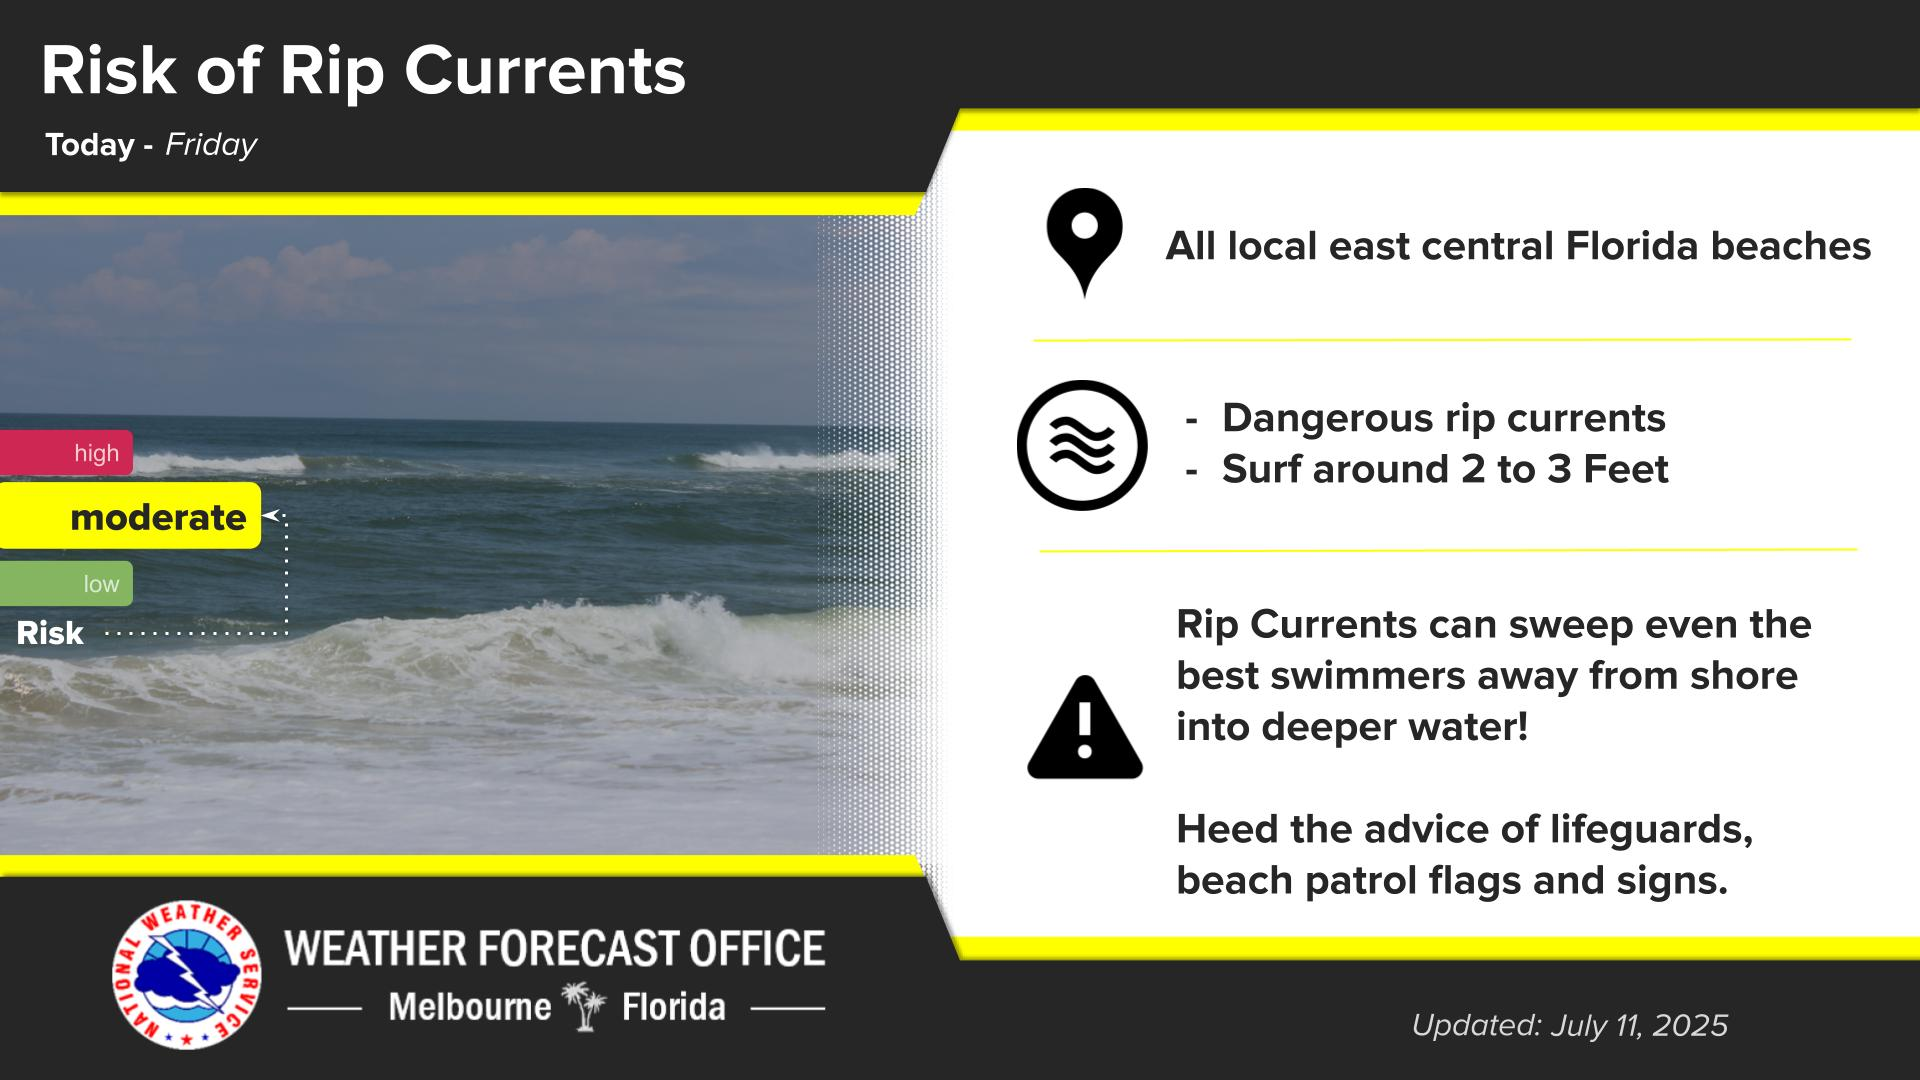 Risk of Rip Currents
Today - Friday
high
moderate
low
Risk
All local east central Florida beaches
- Dangerous rip currents
- Surf around 2 to 3 Feet
Rip Currents can sweep even the
best swimmers away from shore
into deeper water!
Heed the advice of lifeguards,
beach patrol flags and signs.
NATIONAL WEATHER SERVICE
WEATHER FORECAST OFFICE
Melbourne Florida
Updated: July 11, 2025